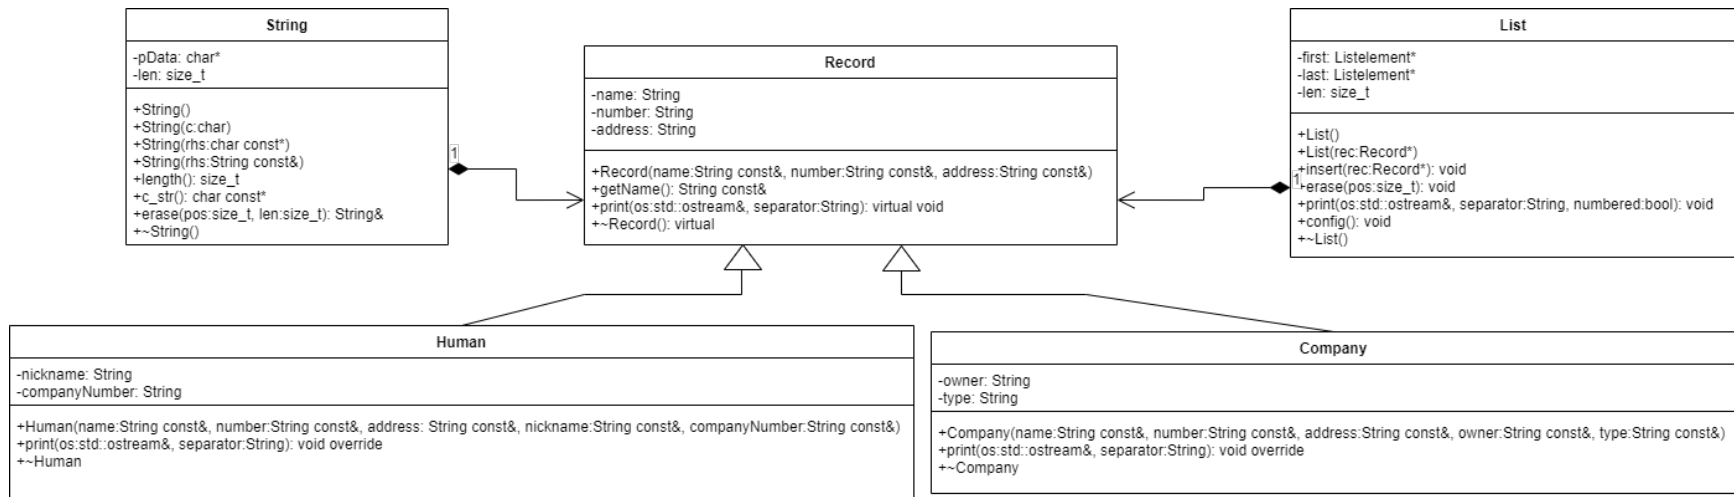 String
-pData: char*
-len: size_t
+String()
+String(c:char)
+String(rhs:char const*)
+String(rhs:String const&)
+length(): size_t
+c_str(): char const*
+erase(pos:size_t, len:size_t): String&
+~String()
1
Record
-name: String
-number: String
-address: String
+Record(name:String const&, number:String const&, address:String const&)
+getName(): String const&
+print(os:std::ostream&, separator:String): virtual void
+~Record(): virtual
List
-first: Listelement*
-last: Listelement*
-len: size_t
+List()
+List(rec:Record*)
+insert(rec:Record*): void
+erase(pos:size_t): void
+print(os:std::ostream&, separator:String, numbered:bool): void
+config(): void
+~List()
1
Human
-nickname: String
-companyNumber: String
+Human(name:String const&, number:String const&, address: String const&, nickname:String const&, companyNumber:String const&)
+print(os:std::ostream&, separator:String): void override
+~Human
Company
-owner: String
-type: String
+Company(name:String const&, number:String const&, address:String const&, owner:String const&, type:String const&)
+print(os:std::ostream&, separator:String): void override
+~Company